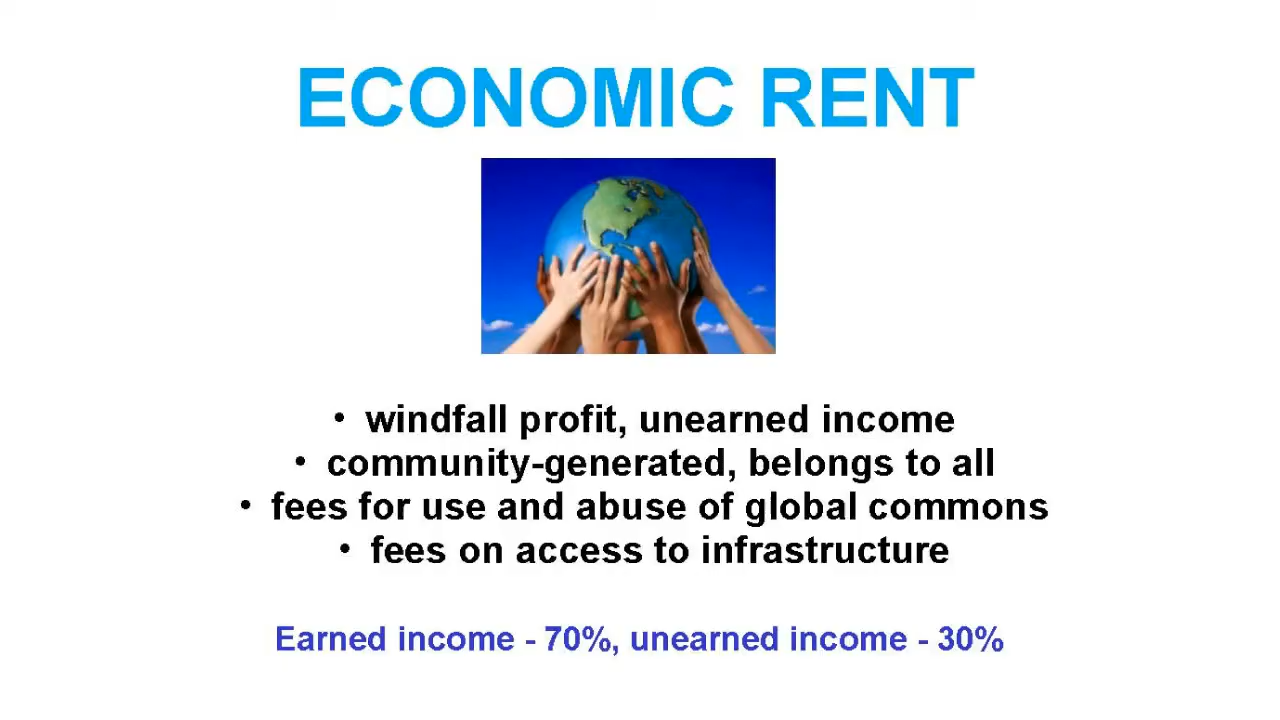 ECONOMIC RENT
• windfall profit, unearned income
• community-generated, belongs to all
• fees for use and abuse of global commons
• fees on access to infrastructure
Earned income - 70%, unearned income - 30%